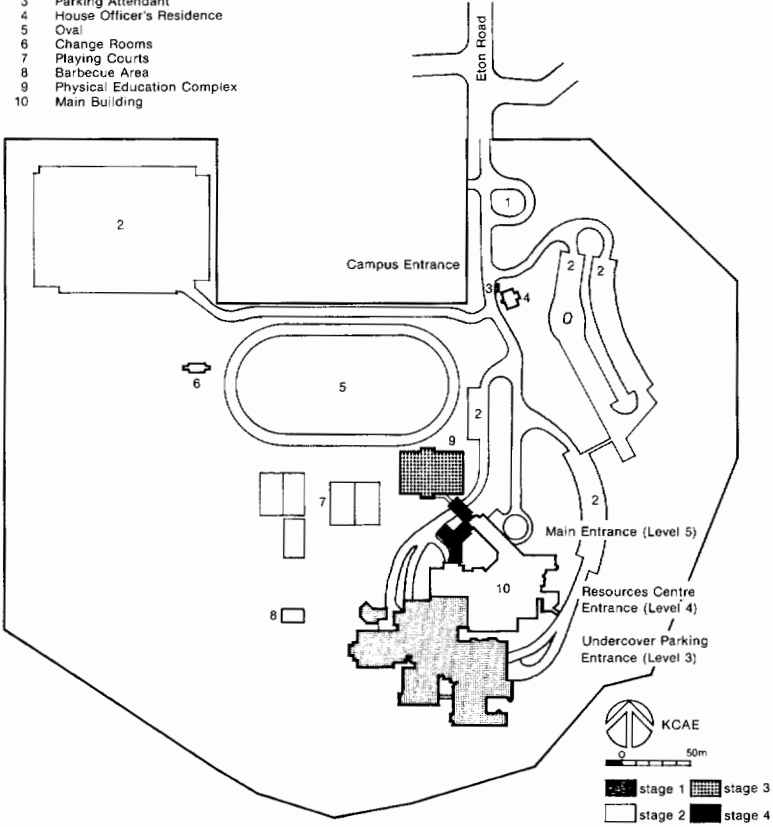 3 Parking Attendant
4 House Officer's Residence
5 Oval
6 Change Rooms
7 Playing Courts
8 Barbecue Area
9 Physical Education Complex
10 Main Building
Eton Road
1
2
Campus Entrance
2
2
3
4
6
5
2
9
7
2
Main Entrance (Level 5)
10
Resources Centre
Entrance (Level 4)
8
Undercover Parking
Entrance (Level 3)
KCAE
0
50m
stage 1
stage 3
stage 2
stage 4